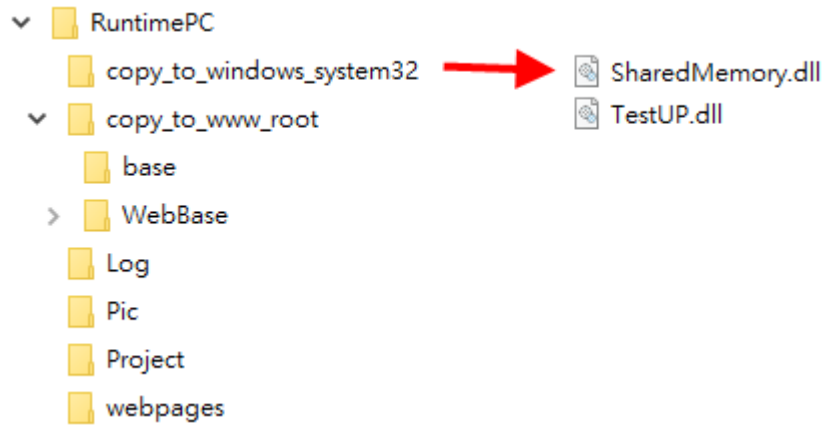 RuntimePC
copy_to_windows_system32
SharedMemory.dll
TestUP.dll
copy_to_www_root
base
WebBase
Log
Pic
Project
webpages